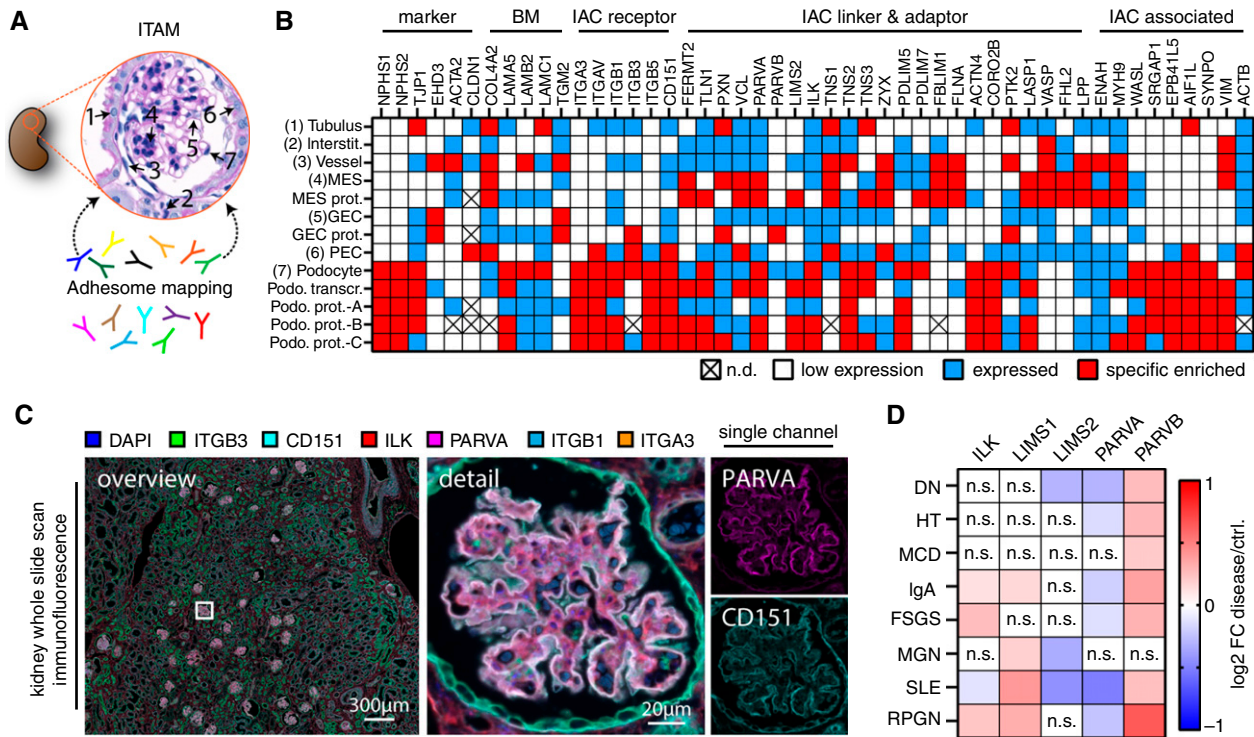 A
ITAM
1
2
3
4
5
6
7
Adhesome mapping
B
marker BM IAC receptor IAC linker & adaptor IAC associated
NPHS1 NPHS2 TJP1 EHD3 ACTA2 CLDN1 COL4A2 LAMA5 LAMB2 LAMC1 TGM2 ITGA3 ITGAV ITGB1 ITGB3 ITGB5 CD151 FERMT2 TLN1 PXN VCL PARVA PARVB LIMS2 ILK TNS1 TNS2 TNS3 ZYX PDLIM5 PDLIM7 FBLIM1 FLNA ACTN4 CORO2B PTK2 LASP1 VASP FHL2 LPP ENAH MYH9 WASL SRGAP1 EPB41L5 AIF1L SYNPO VIM ACTB
(1) Tubulus
(2) Interstit.
(3) Vessel
(4)MES
MES prot.
(5)GEC
GEC prot.
(6) PEC
(7) Podocyte
Podo. transcr.
Podo. prot.-A
Podo. prot.-B
Podo. prot.-C
n.d. low expression expressed specific enriched
C
DAPI ITGB3 CD151 ILK PARVA ITGB1 ITGA3
single channel
kidney whole slide scan
immunofluorescence
overview
300µm
detail
20µm
PARVA
CD151
D
ILK LIMS1 LIMS2 PARVA PARVB
DN n.s. n.s.
HT n.s. n.s. n.s.
MCD n.s. n.s. n.s. n.s.
IgA n.s.
FSGS n.s. n.s.
MGN n.s. n.s. n.s.
SLE
RPGN n.s.
1
0
–1
log2 FC disease/ctrl.